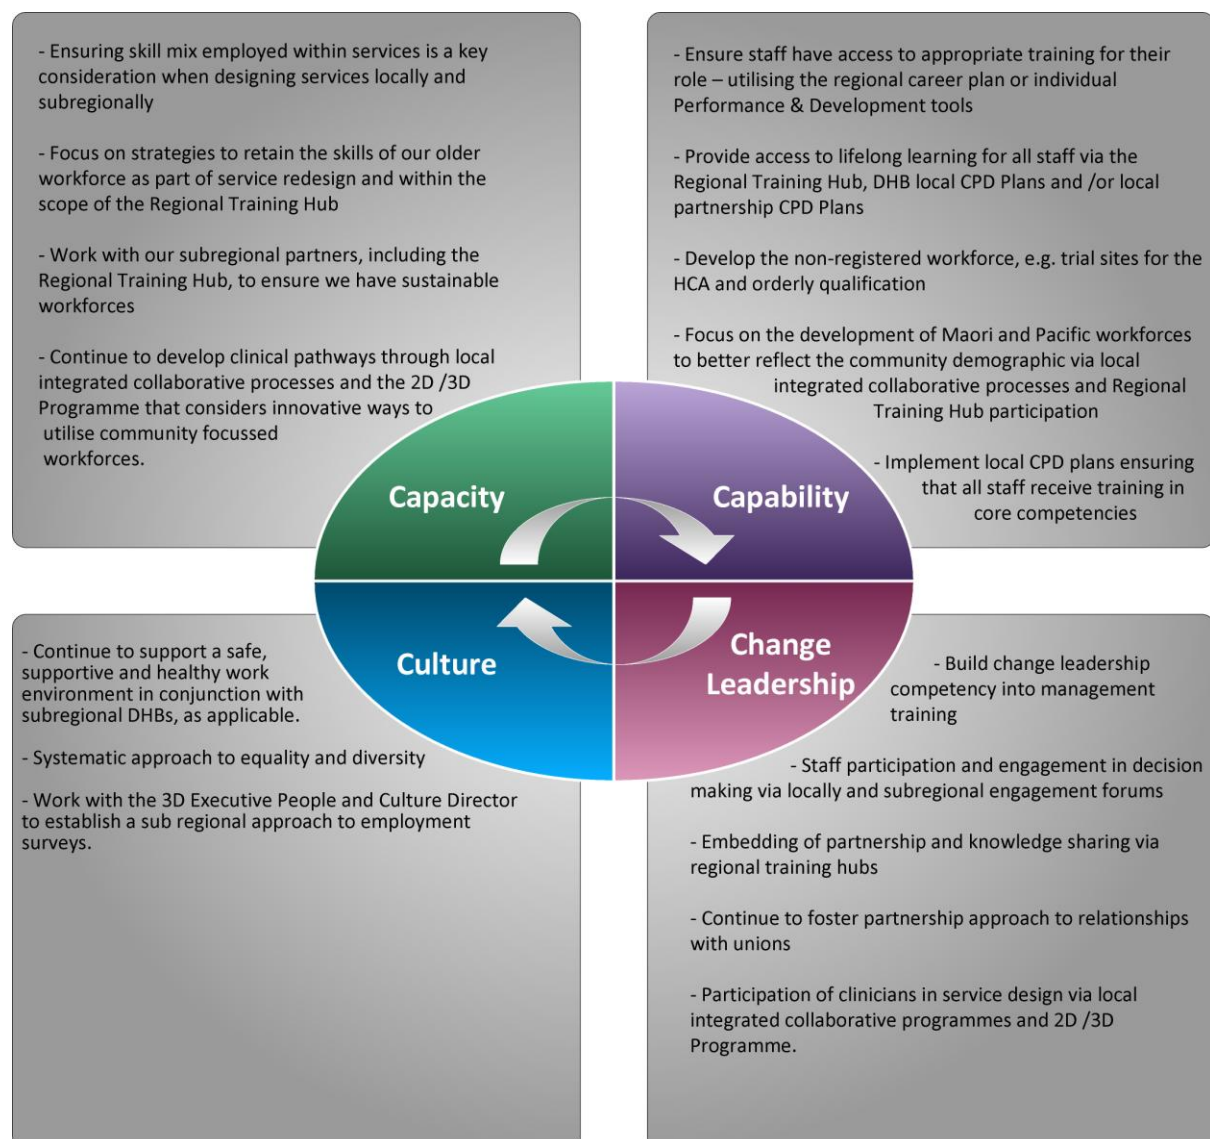 - Ensuring skill mix employed within services is a key
consideration when designing services locally and
subregionally
- Focus on strategies to retain the skills of our older
workforce as part of service redesign and within the
scope of the Regional Training Hub
- Work with our subregional partners, including the
Regional Training Hub, to ensure we have sustainable
workforces
- Continue to develop clinical pathways through local
integrated collaborative processes and the 2D /3D
Programme that considers innovative ways to
utilise community focussed
workforces.
- Ensure staff have access to appropriate training for their
role – utilising the regional career plan or individual
Performance & Development tools
- Provide access to lifelong learning for all staff via the
Regional Training Hub, DHB local CPD Plans and /or local
partnership CPD Plans
- Develop the non-registered workforce, e.g. trial sites for the
HCA and orderly qualification
- Focus on the development of Maori and Pacific workforces
to better reflect the community demographic via local
integrated collaborative processes and Regional
Training Hub participation
- Implement local CPD plans ensuring
that all staff receive training in
core competencies
Capacity
Capability
Culture
Change
Leadership
- Continue to support a safe,
supportive and healthy work
environment in conjunction with
subregional DHBs, as applicable.
- Systematic approach to equality and diversity
- Work with the 3D Executive People and Culture Director
to establish a sub regional approach to employment
surveys.
- Build change leadership
competency into management
training
- Staff participation and engagement in decision
making via locally and subregional engagement forums
- Embedding of partnership and knowledge sharing via
regional training hubs
- Continue to foster partnership approach to relationships
with unions
- Participation of clinicians in service design via local
integrated collaborative programmes and 2D /3D
Programme.